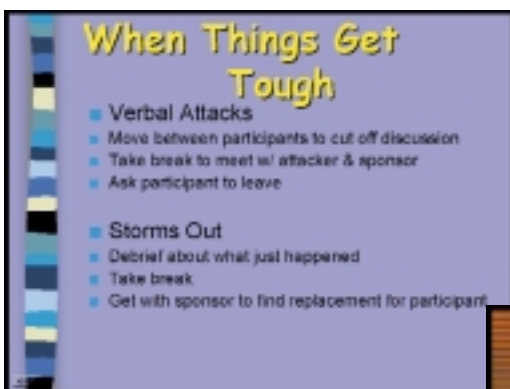 When Things Get
Tough
Verbal Attacks
Move between participants to cut off discussion
Take break to meet w/ attacker & sponsor
Ask participant to leave
Storms Out
Debrief about what just happened
Take break
Get with sponsor to find replacement for participant